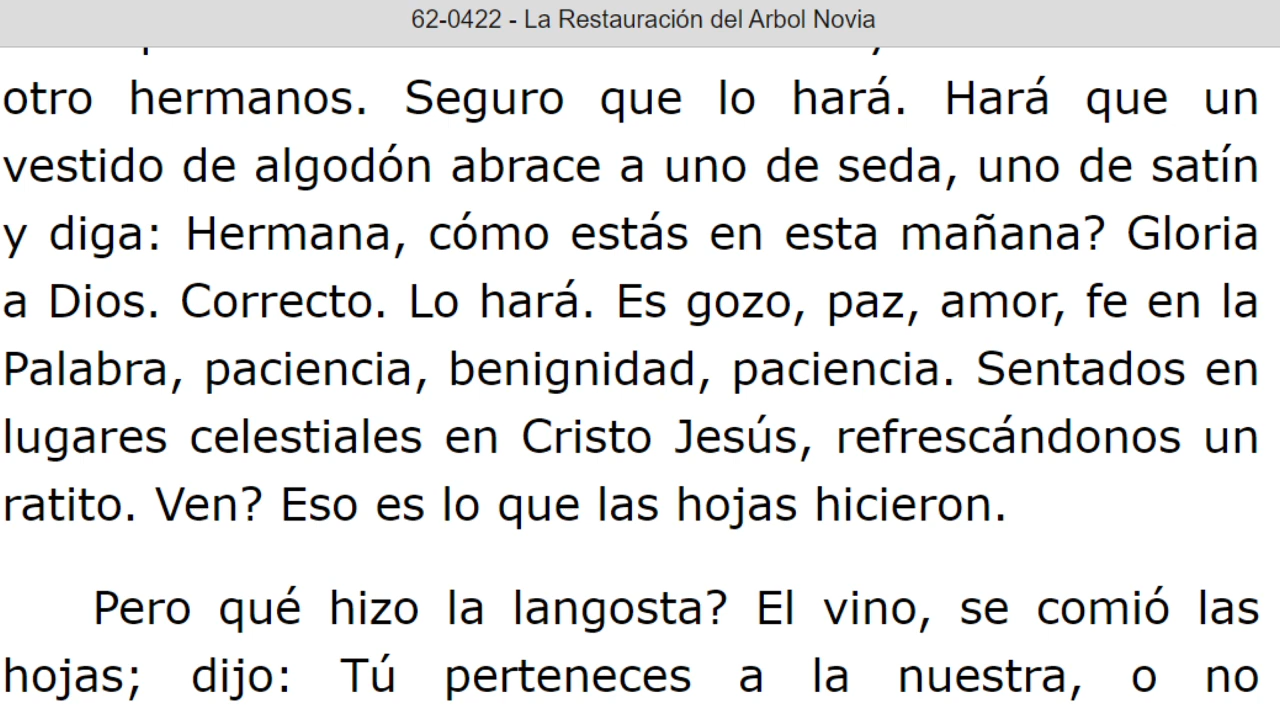 62-0422 - La Restauración del Arbol Novia
otro hermanos. Seguro que lo hará. Hará que un
vestido de algodón abrace a uno de seda, uno de satín
y diga: Hermana, cómo estás en esta mañana? Gloria
a Dios. Correcto. Lo hará. Es gozo, paz, amor, fe en la
Palabra, paciencia, benignidad, paciencia. Sentados en
lugares celestiales en Cristo Jesús, refrescándonos un
ratito. Ven? Eso es lo que las hojas hicieron.
Pero qué hizo la langosta? El vino, se comió las
hojas; dijo: Tú perteneces a la nuestra, o no